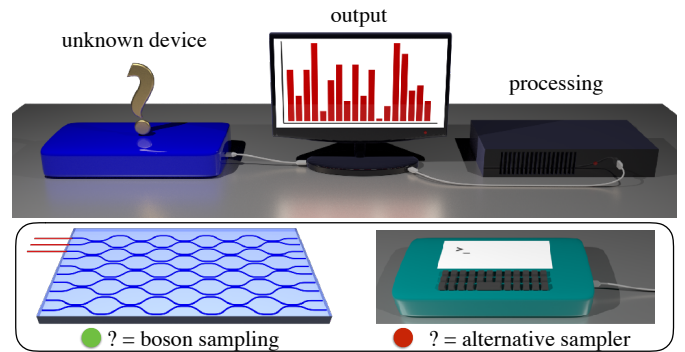 output
unknown device
processing
?
>_
? = boson sampling
? = alternative sampler